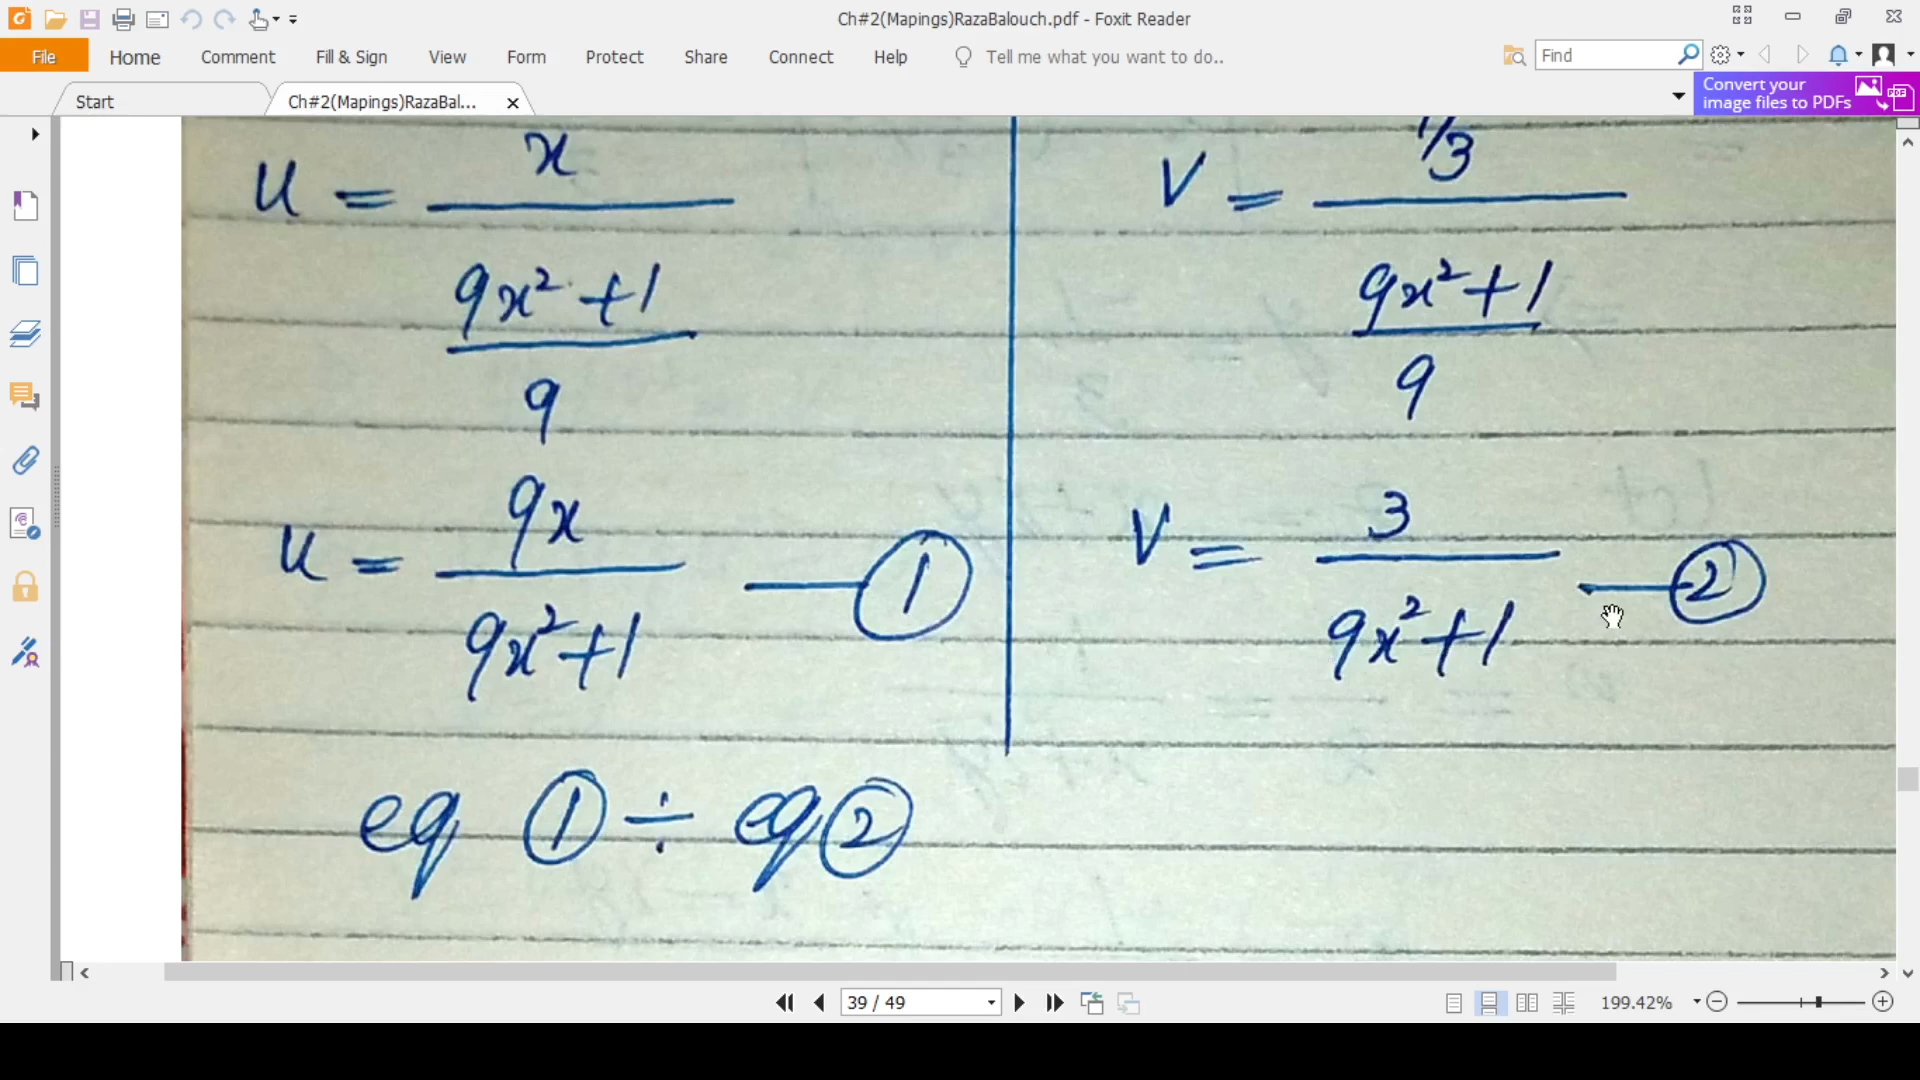 Ch#2(Mapings)RazaBalouch.pdf - Foxit Reader
File Home Comment Fill & Sign View Form Protect Share Connect Help Tell me what you want to do.. Find
Start Ch#2(Mapings)RazaBal... Convert your
image files to PDFs
u = x / ((9x² + 1) / 9)
V = 1/3 / ((9x² + 1) / 9)
u = 9x / (9x² + 1) — ①
V = 3 / (9x² + 1) — ②
eq ① ÷ eq ②
39 / 49 199.42%